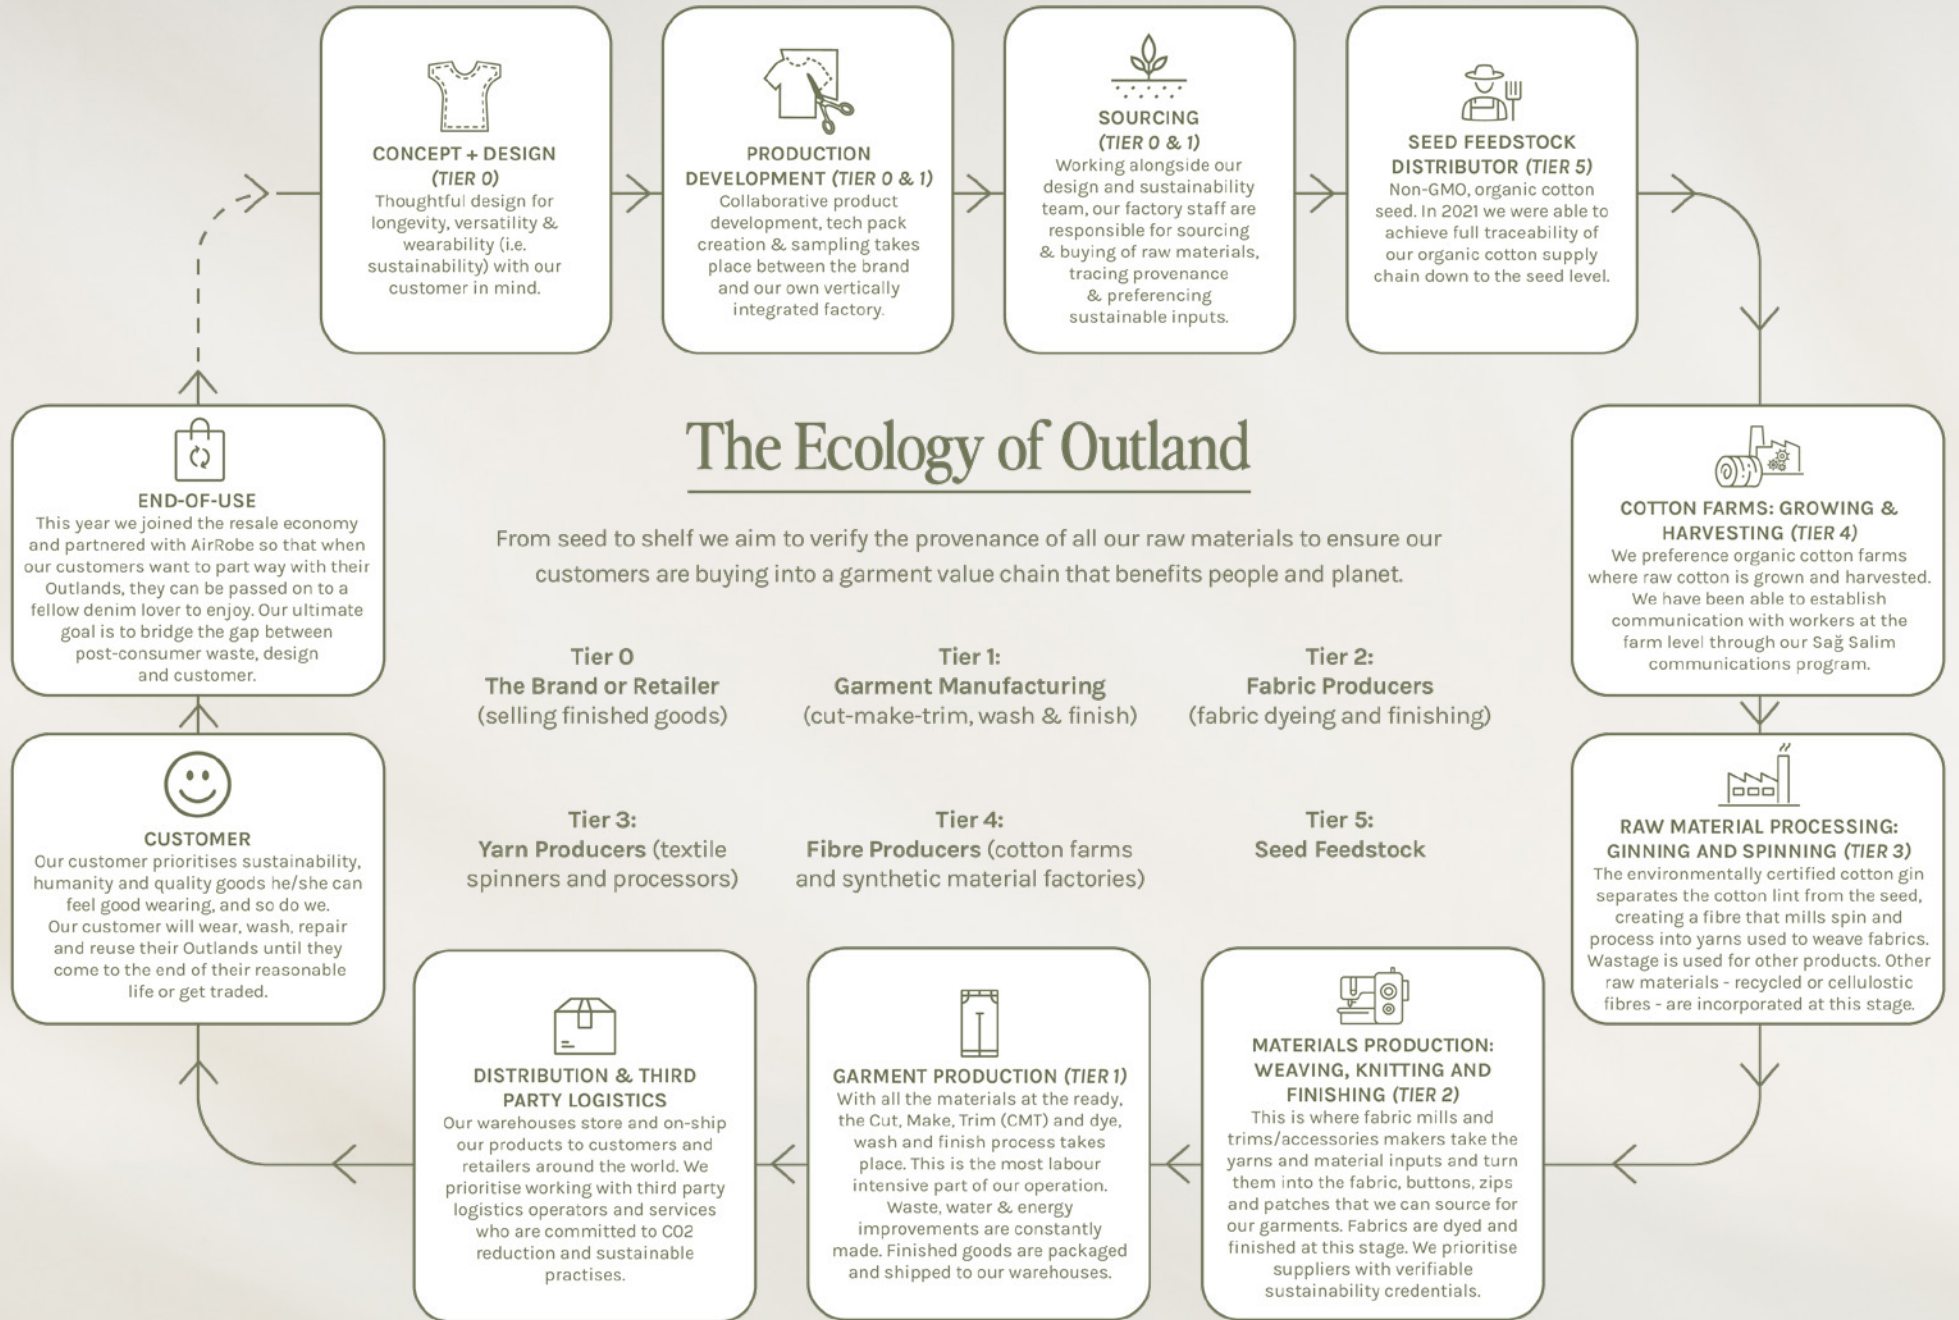 CONCEPT + DESIGN
(TIER 0)
Thoughtful design for
longevity, versatility &
wearability (i.e.
sustainability) with our
customer in mind.
PRODUCTION
DEVELOPMENT (TIER 0 & 1)
Collaborative product
development, tech pack
creation & sampling takes
place between the brand
and our own vertically
integrated factory.
SOURCING
(TIER 0 & 1)
Working alongside our
design and sustainability
team, our factory staff are
responsible for sourcing
& buying of raw materials,
tracing provenance
& preferencing
sustainable inputs.
SEED FEEDSTOCK
DISTRIBUTOR (TIER 5)
Non-GMO, organic cotton
seed. In 2021 we were able to
achieve full traceability of
our organic cotton supply
chain down to the seed level.
COTTON FARMS: GROWING &
HARVESTING (TIER 4)
We preference organic cotton farms
where raw cotton is grown and harvested.
We have been able to establish
communication with workers at the
farm level through our Sağ Salim
communications program.
RAW MATERIAL PROCESSING:
GINNING AND SPINNING (TIER 3)
The environmentally certified cotton gin
separates the cotton lint from the seed,
creating a fibre that mills spin and
process into yarns used to weave fabrics.
Wastage is used for other products. Other
raw materials - recycled or cellulostic
fibres - are incorporated at this stage.
MATERIALS PRODUCTION:
WEAVING, KNITTING AND
FINISHING (TIER 2)
This is where fabric mills and
trims/accessories makers take the
yarns and material inputs and turn
them into the fabric, buttons, zips
and patches that we can source for
our garments. Fabrics are dyed and
finished at this stage. We prioritise
suppliers with verifiable
sustainability credentials.
GARMENT PRODUCTION (TIER 1)
With all the materials at the ready,
the Cut, Make, Trim (CMT) and dye,
wash and finish process takes
place. This is the most labour
intensive part of our operation.
Waste, water & energy
improvements are constantly
made. Finished goods are packaged
and shipped to our warehouses.
DISTRIBUTION & THIRD
PARTY LOGISTICS
Our warehouses store and on-ship
our products to customers and
retailers around the world. We
prioritise working with third party
logistics operators and services
who are committed to CO2
reduction and sustainable
practises.
CUSTOMER
Our customer prioritises sustainability,
humanity and quality goods he/she can
feel good wearing, and so do we.
Our customer will wear, wash, repair
and reuse their Outlands until they
come to the end of their reasonable
life or get traded.
END-OF-USE
This year we joined the resale economy
and partnered with AirRobe so that when
our customers want to part way with their
Outlands, they can be passed on to a
fellow denim lover to enjoy. Our ultimate
goal is to bridge the gap between
post-consumer waste, design
and customer.
The Ecology of Outland
From seed to shelf we aim to verify the provenance of all our raw materials to ensure our
customers are buying into a garment value chain that benefits people and planet.
Tier 0
The Brand or Retailer
(selling finished goods)
Tier 1:
Garment Manufacturing
(cut-make-trim, wash & finish)
Tier 2:
Fabric Producers
(fabric dyeing and finishing)
Tier 3:
Yarn Producers (textile
spinners and processors)
Tier 4:
Fibre Producers (cotton farms
and synthetic material factories)
Tier 5:
Seed Feedstock